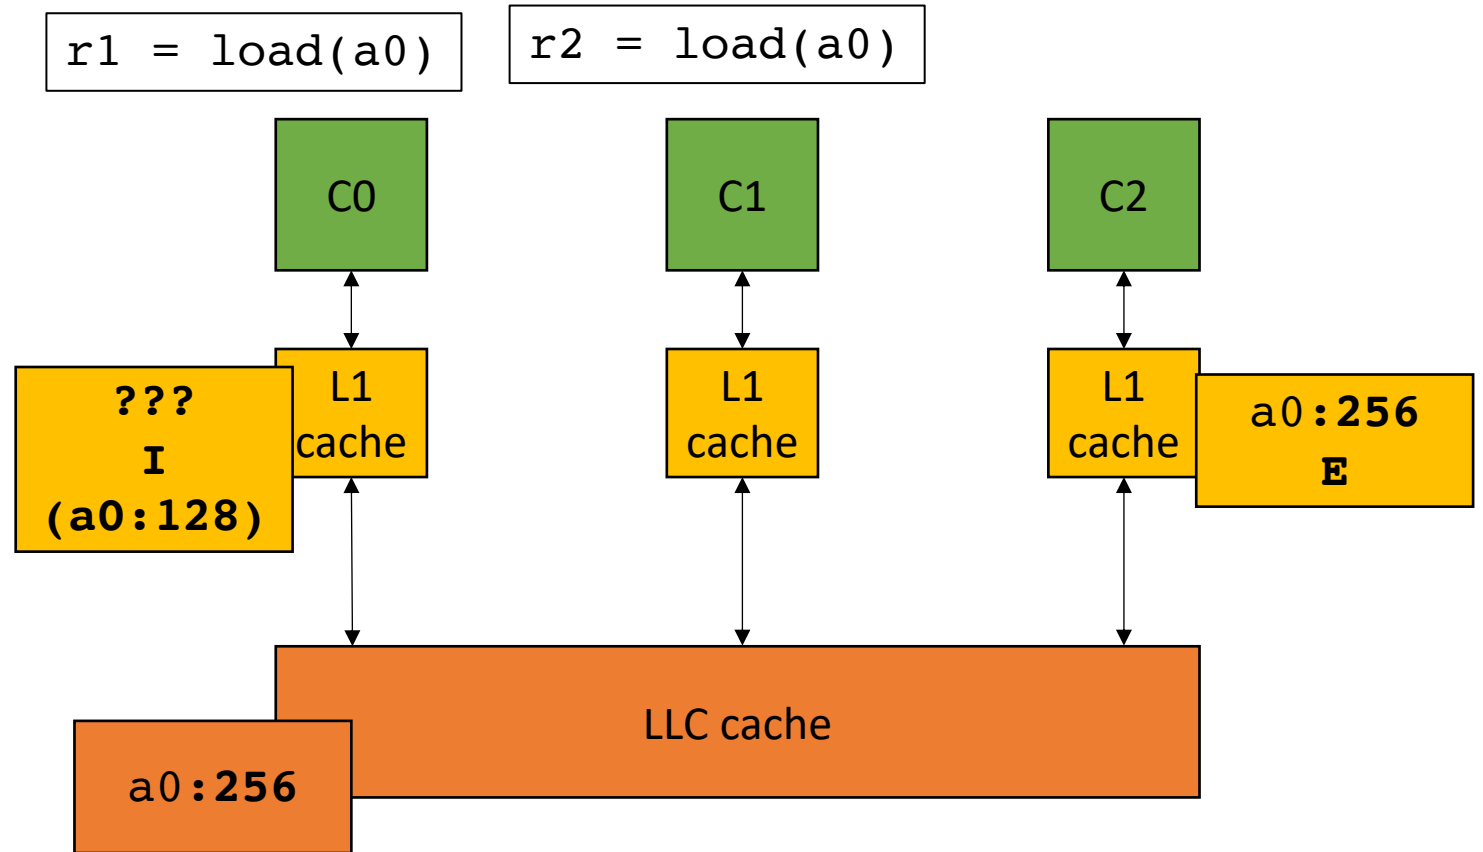 r1 = load(a0)
r2 = load(a0)
C0
C1
C2
???
I
(a0:128)
L1
cache
L1
cache
L1
cache
a0:256
E
LLC cache
a0:256